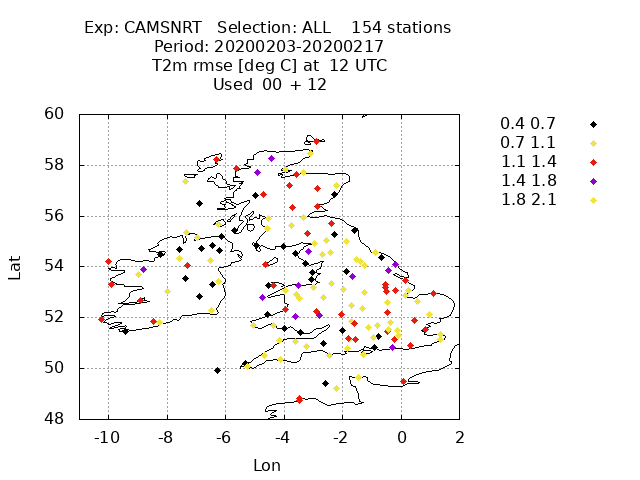 Exp: CAMSNRT   Selection: ALL    154 stations
Period: 20200203-20200217
T2m rmse [deg C] at  12 UTC
Used  00 + 12
60
58
56
54
52
50
48
-10 -8 -6 -4 -2 0 2
Lat
Lon
0.4 0.7
0.7 1.1
1.1 1.4
1.4 1.8
1.8 2.1